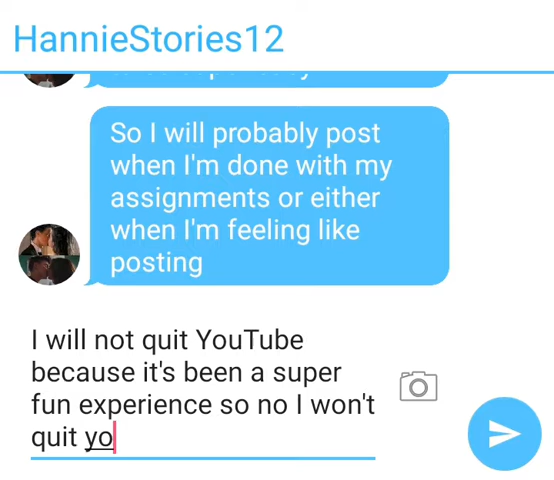 HannieStories12
So I will probably post
when I'm done with my
assignments or either
when I'm feeling like
posting
I will not quit YouTube
because it's been a super
fun experience so no I won't
quit yo